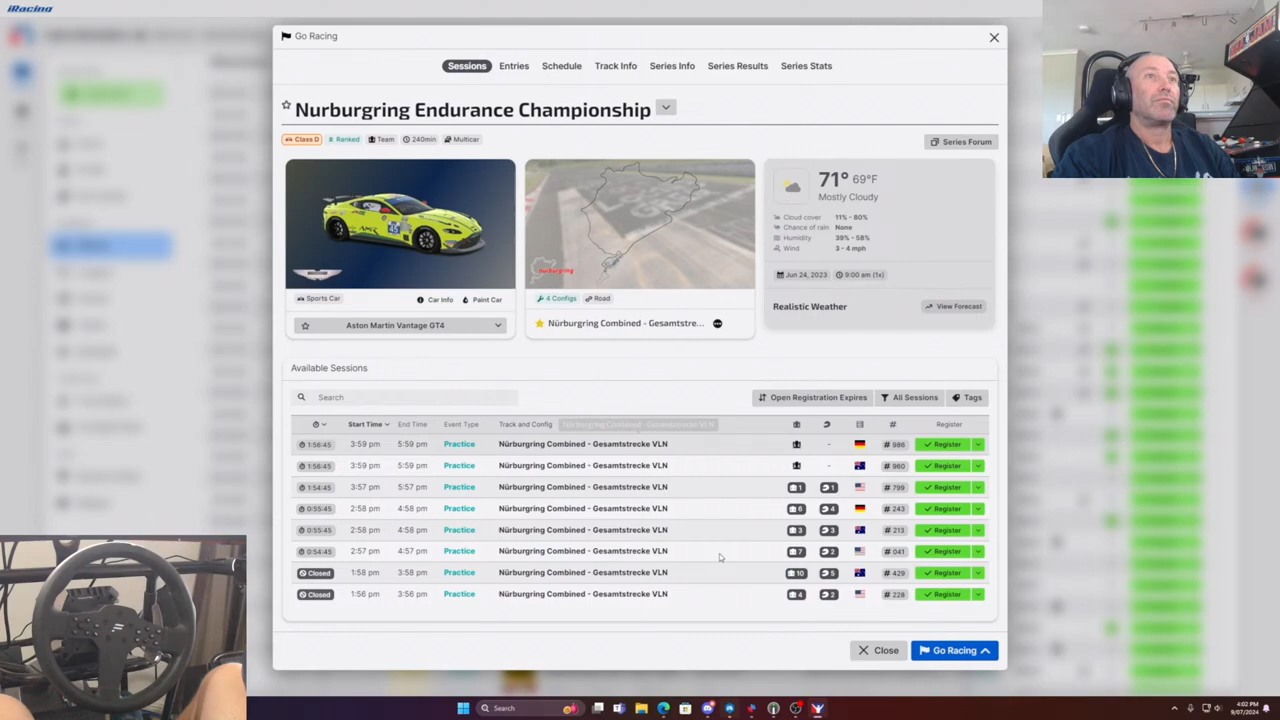 iRacing
Go Racing
Sessions Entries Schedule Track Info Series Info Series Results Series Stats
Nurburgring Endurance Championship
Class D Ranked Team 240min Multicar
Series Forum
71° 69°F
Mostly Cloudy
Cloud cover 11% - 80%
Chance of rain None
Humidity 39% - 58%
Wind 3 - 4 mph
Jun 24, 2023 9:00 am (1x)
Realistic Weather View Forecast
nurburgring
Sports Car Car Info Paint Car
Aston Martin Vantage GT4
4 Configs Road
Nürburgring Combined - Gesamtstre...
Available Sessions
Search Open Registration Expires All Sessions Tags
Start Time End Time Event Type Track and Config Nürburgring Combined - Gesamtstrecke VLN # Register
1:56:45 3:59 pm 5:59 pm Practice Nürburgring Combined - Gesamtstrecke VLN - # 986 Register
1:56:45 3:59 pm 5:59 pm Practice Nürburgring Combined - Gesamtstrecke VLN - # 960 Register
1:54:45 3:57 pm 5:57 pm Practice Nürburgring Combined - Gesamtstrecke VLN 1 1 # 799 Register
0:55:45 2:58 pm 4:58 pm Practice Nürburgring Combined - Gesamtstrecke VLN 6 4 # 243 Register
0:55:45 2:58 pm 4:58 pm Practice Nürburgring Combined - Gesamtstrecke VLN 3 3 # 213 Register
0:54:45 2:57 pm 4:57 pm Practice Nürburgring Combined - Gesamtstrecke VLN 7 2 # 041 Register
Closed 1:58 pm 3:58 pm Practice Nürburgring Combined - Gesamtstrecke VLN 10 5 # 429 Register
Closed 1:56 pm 3:56 pm Practice Nürburgring Combined - Gesamtstrecke VLN 4 2 # 228 Register
Close Go Racing
Search
4:02 PM
9/07/2024